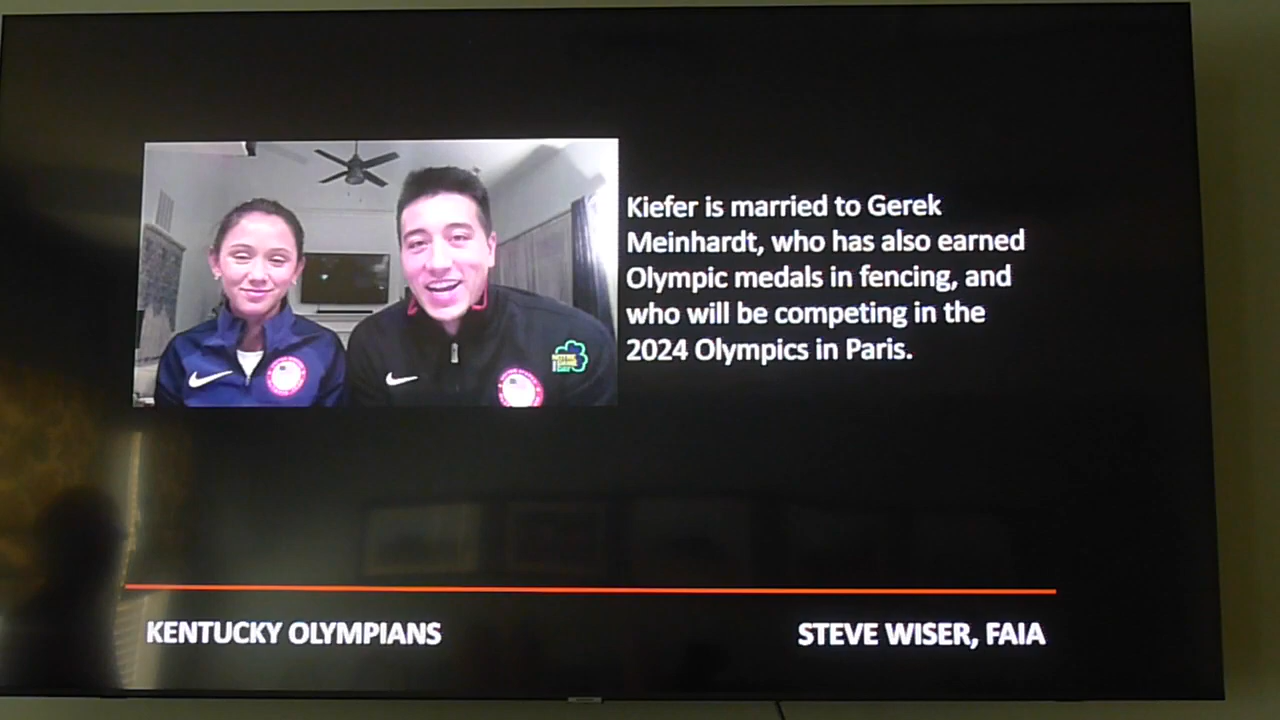 Kiefer is married to Gerek
Meinhardt, who has also earned
Olympic medals in fencing, and
who will be competing in the
2024 Olympics in Paris.
KENTUCKY OLYMPIANS
STEVE WISER, FAIA